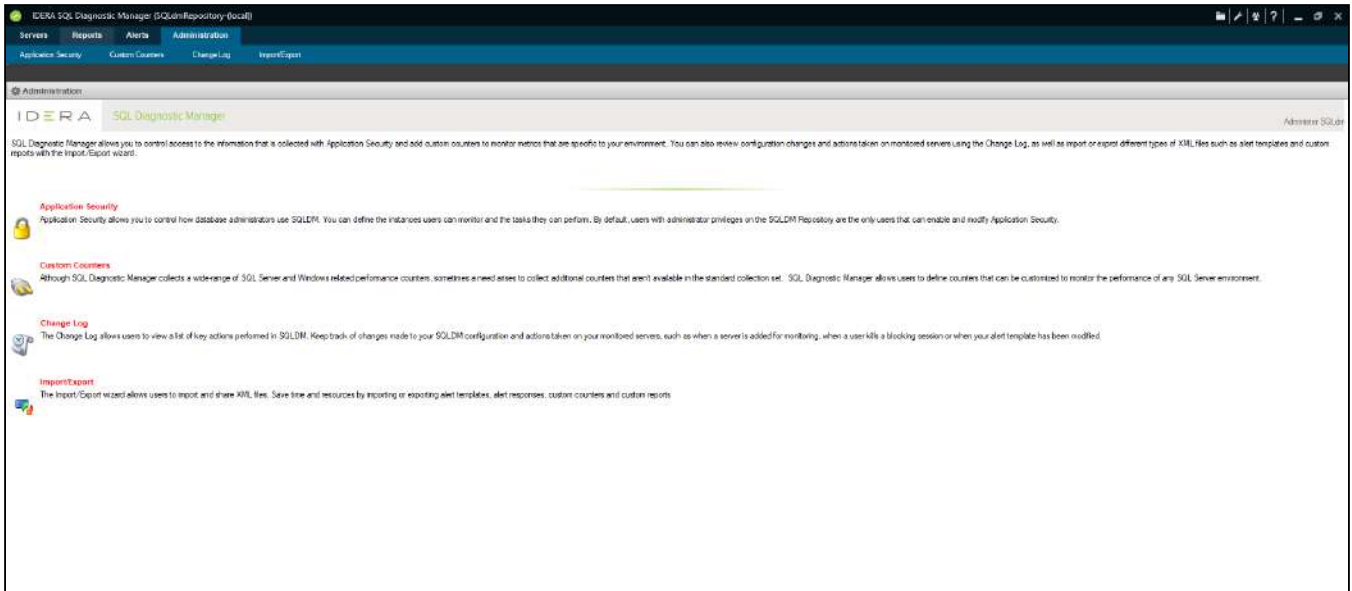 IDERA SQL Diagnostic Manager (SQLdmRepository-(local))
?
Servers Reports Alerts Administration
Application Security Custom Counters Change Log Import/Export
Administration
IDERA SQL Diagnostic Manager
Administer SQLdm
SQL Diagnostic Manager allows you to control access to the information that is collected with Application Security and add custom counters to monitor metrics that are specific to your environment. You can also review configuration changes and actions taken on monitored servers using the Change Log, as well as import or exprot different types of XML files such as alert templates and custom
reports with the Import/Export wizard.
Application Security
Application Security allows you to control how database administrators use SQLDM. You can define the instances users can monitor and the tasks they can perform. By default, users with administrator privileges on the SQLDM Repository are the only users that can enable and modify Application Security.
Custom Counters
Although SQL Diagnostic Manager collects a wide-range of SQL Server and Windows related performance counters, sometimes a need arises to collect additional counters that aren't available in the standard collection set. SQL Diagnostic Manager allows users to define counters that can be customized to monitor the performance of any SQL Server environment.
Change Log
The Change Log allows users to view a list of key actions performed in SQLDM. Keep track of changes made to your SQLDM configuration and actions taken on your monitored servers, such as when a server is added for monitoring, when a user kills a blocking session or when your alert template has been modified.
Import/Export
The Import/Export wizard allows users to import and share XML files. Save time and resources by importing or exporting alert templates, alert responses, custom counters and custom reports